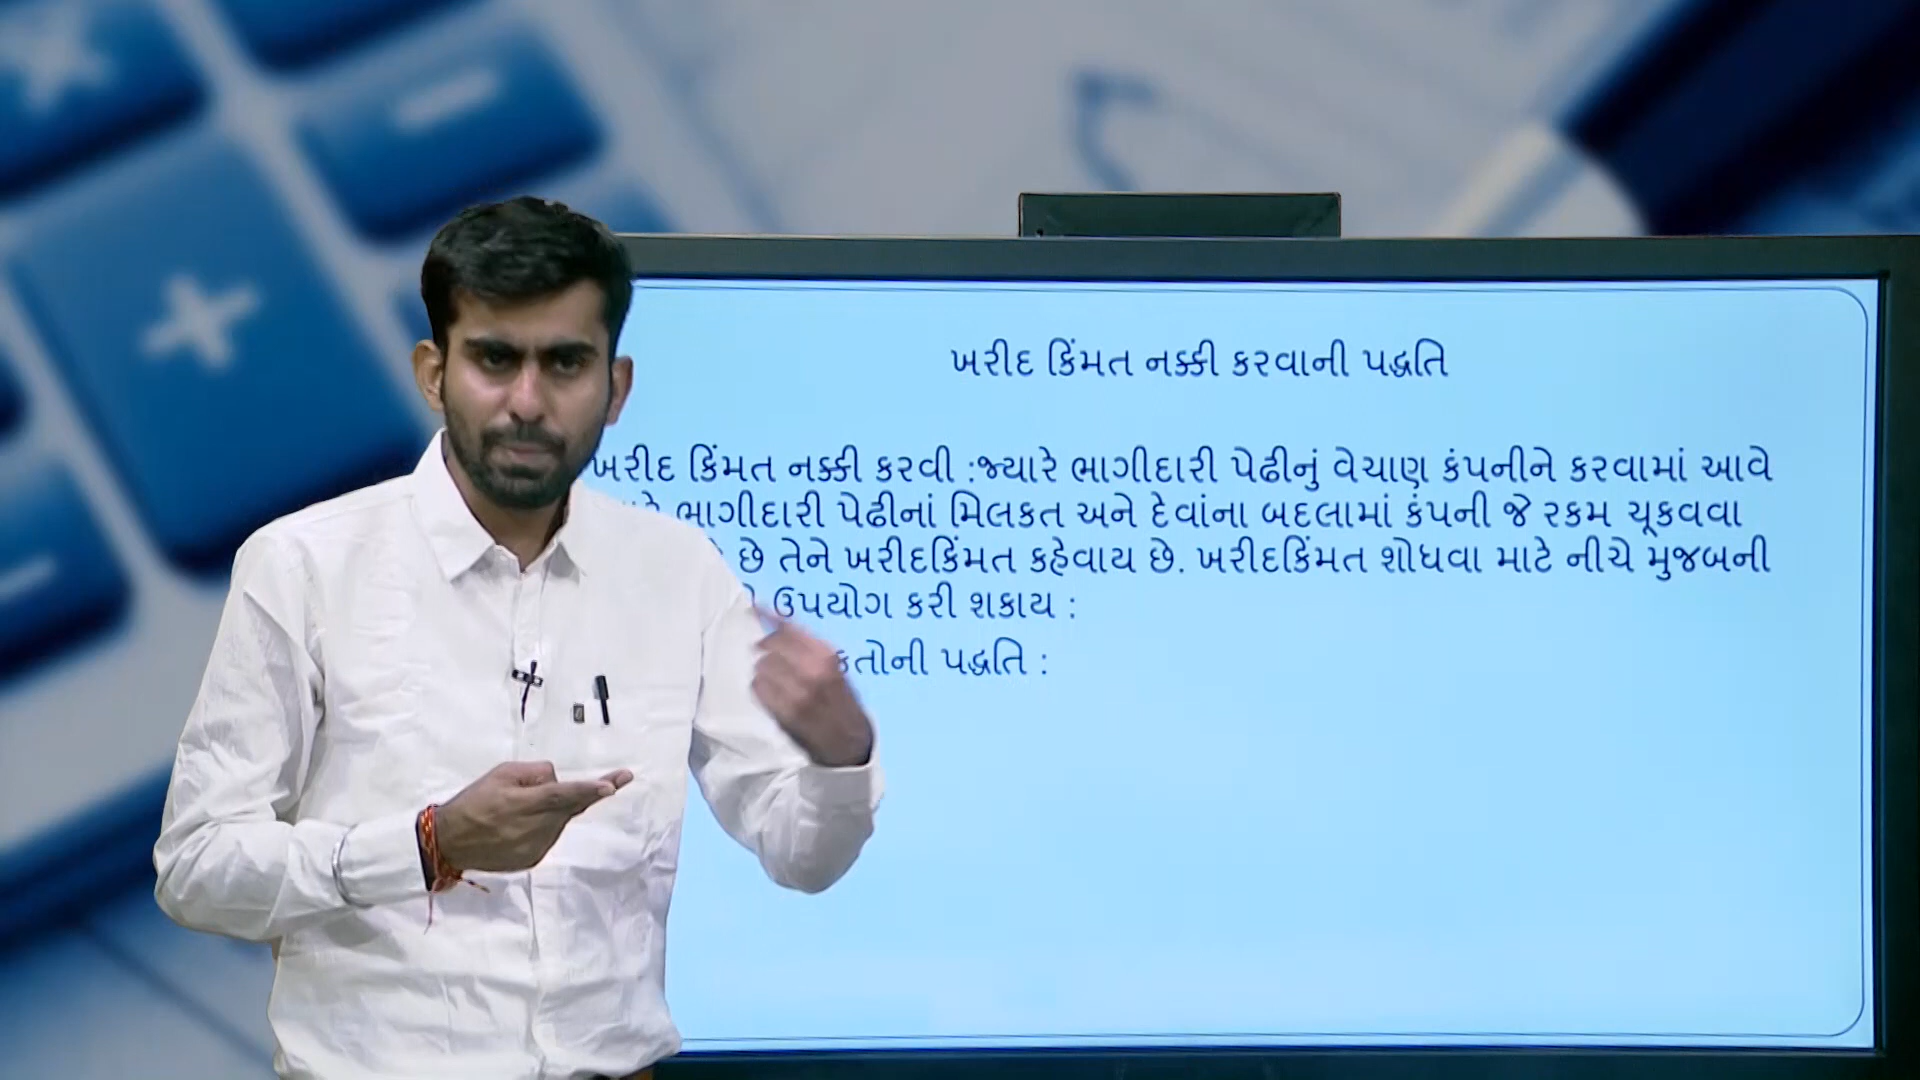 ખરીદ કિંમત નક્કી કરવાની પદ્ધતિ
ખરીદ કિંમત નક્કી કરવી :જ્યારે ભાગીદારી પેઢીનું વેચાણ કંપનીને કરવામાં આવે
ભાગીદારી પેઢીનાં મિલકત અને દેવાંના બદલામાં કંપની જે રકમ ચૂકવવા
છે તેને ખરીદકિંમત કહેવાય છે. ખરીદકિંમત શોધવા માટે નીચે મુજબની
ઉપયોગ કરી શકાય :
પદ્ધતિ :